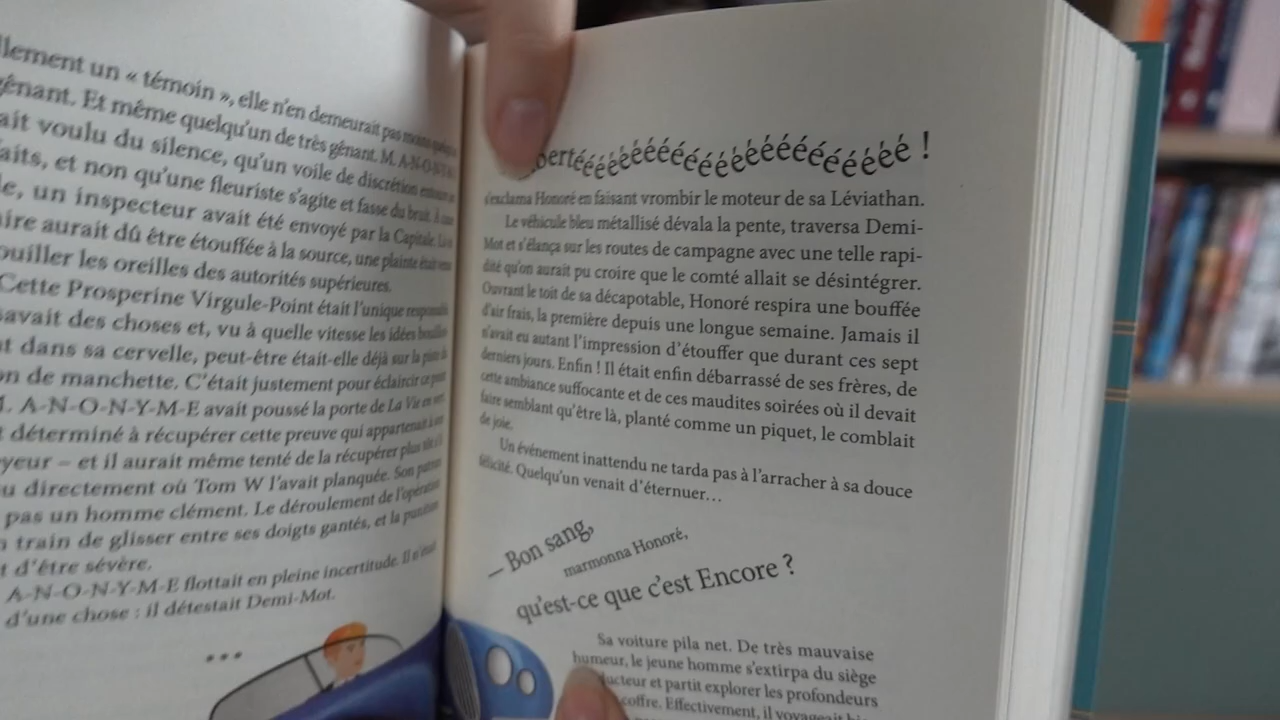 llement un « témoin », elle n'en demeurait pas moins
gênant. Et même quelqu'un de très gênant. M. A-N-O-N-Y-M-E
ait voulu du silence, qu'un voile de discrétion
aits, et non qu'une fleuriste s'agite et fasse du bruit. À
e, un inspecteur avait été envoyé par la Capitale.
ire aurait dû être étouffée à la source, une plainte était
ouiller les oreilles des autorités supérieures.
Cette Prosperine Virgule-Point était l'unique responsable
savait des choses et, vu à quelle vitesse les idées
t dans sa cervelle, peut-être était-elle déjà sur la
on de manchette. C'était justement pour éclaircir ce point
M. A-N-O-N-Y-M-E avait poussé la porte de La Vie en
t déterminé à récupérer cette preuve qui appartenait à
yeur – et il aurait même tenté de la récupérer plus tôt s'il
u directement où Tom W l'avait planquée. Son patron
pas un homme clément. Le déroulement de l'opération
n train de glisser entre ses doigts gantés, et la punition
t d'être sévère.
A-N-O-N-Y-M-E flottait en pleine incertitude. Il n'était
d'une chose : il détestait Demi-Mot.
•••
bertéééèèèéééééèéèèèéééééééèè !
s'exclama Honoré en faisant vrombir le moteur de sa Léviathan.
Le véhicule bleu métallisé dévala la pente, traversa Demi-
Mot et s'élança sur les routes de campagne avec une telle rapi-
dité qu'on aurait pu croire que le comté allait se désintégrer.
Ouvrant le toit de sa décapotable, Honoré respira une bouffée
d'air frais, la première depuis une longue semaine. Jamais il
n'avait eu autant l'impression d'étouffer que durant ces sept
derniers jours. Enfin ! Il était enfin débarrassé de ses frères, de
cette ambiance suffocante et de ces maudites soirées où il devait
faire semblant qu'être là, planté comme un piquet, le comblait
de joie.
Un événement inattendu ne tarda pas à l'arracher à sa douce
félicité. Quelqu'un venait d'éternuer…
– Bon sang,
marmonna Honoré,
qu'est-ce que c'est Encore ?
Sa voiture pila net. De très mauvaise
humeur, le jeune homme s'extirpa du siège
ducteur et partit explorer les profondeurs
coffre. Effectivement, il voyageait